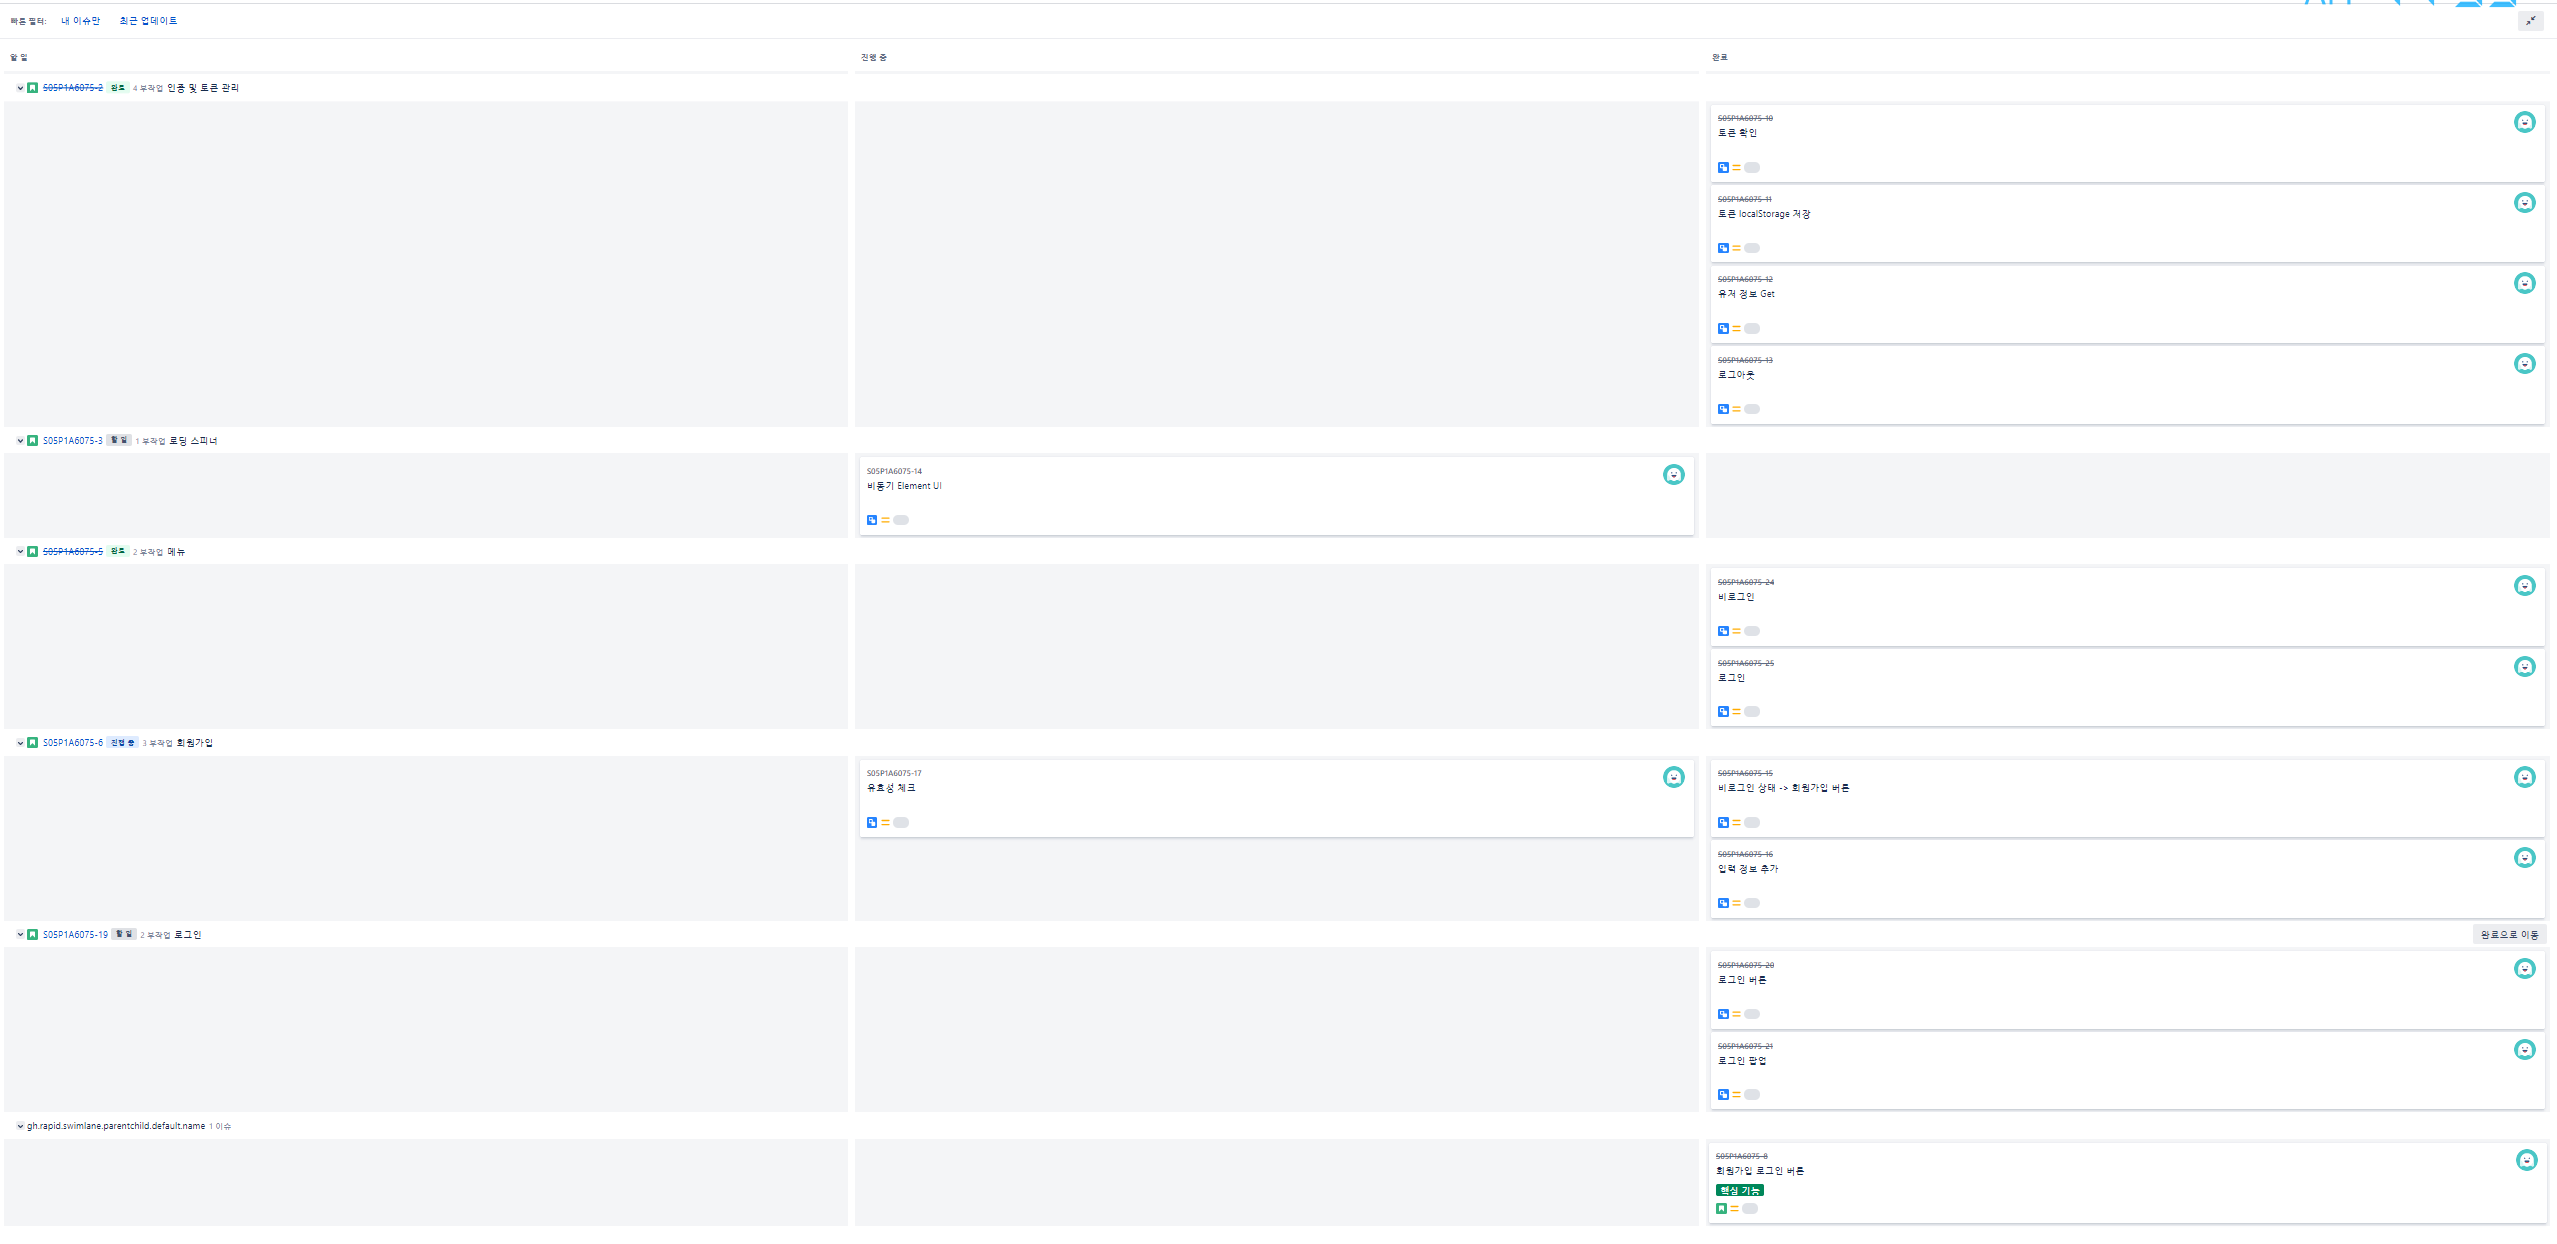 빠른 필터: 내 이슈만 최근 업데이트
할 일 진행 중 완료
S05P1A6075-2 완료 4 부작업 인증 및 토큰 관리
S05P1A6075-10
토큰 확인
S05P1A6075-11
토큰 localStorage 저장
S05P1A6075-12
유저 정보 Get
S05P1A6075-13
로그아웃
S05P1A6075-3 할 일 1 부작업 로딩 스피너
S05P1A6075-14
비동기 Element UI
S05P1A6075-5 완료 2 부작업 메뉴
S05P1A6075-24
비로그인
S05P1A6075-25
로그인
S05P1A6075-6 진행 중 3 부작업 회원가입
S05P1A6075-17
유효성 체크
S05P1A6075-15
비로그인 상태 -> 회원가입 버튼
S05P1A6075-16
입력 정보 추가
S05P1A6075-19 할 일 2 부작업 로그인 완료으로 이동
S05P1A6075-20
로그인 버튼
S05P1A6075-21
로그인 팝업
gh.rapid.swimlane.parentchild.default.name 1 이슈
S05P1A6075-8
회원가입 로그인 버튼
핵심 기능